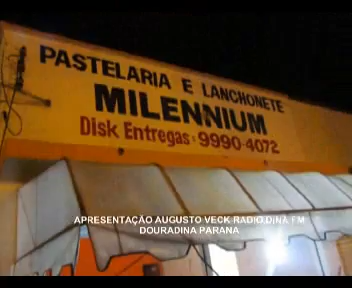 PASTELARIA E LANCHONETE
MILENNIUM
Disk Entregas: 9990-4072
APRESENTAÇÃO AUGUSTO VECK RADIO DINÂ FM
DOURADINA PARANA